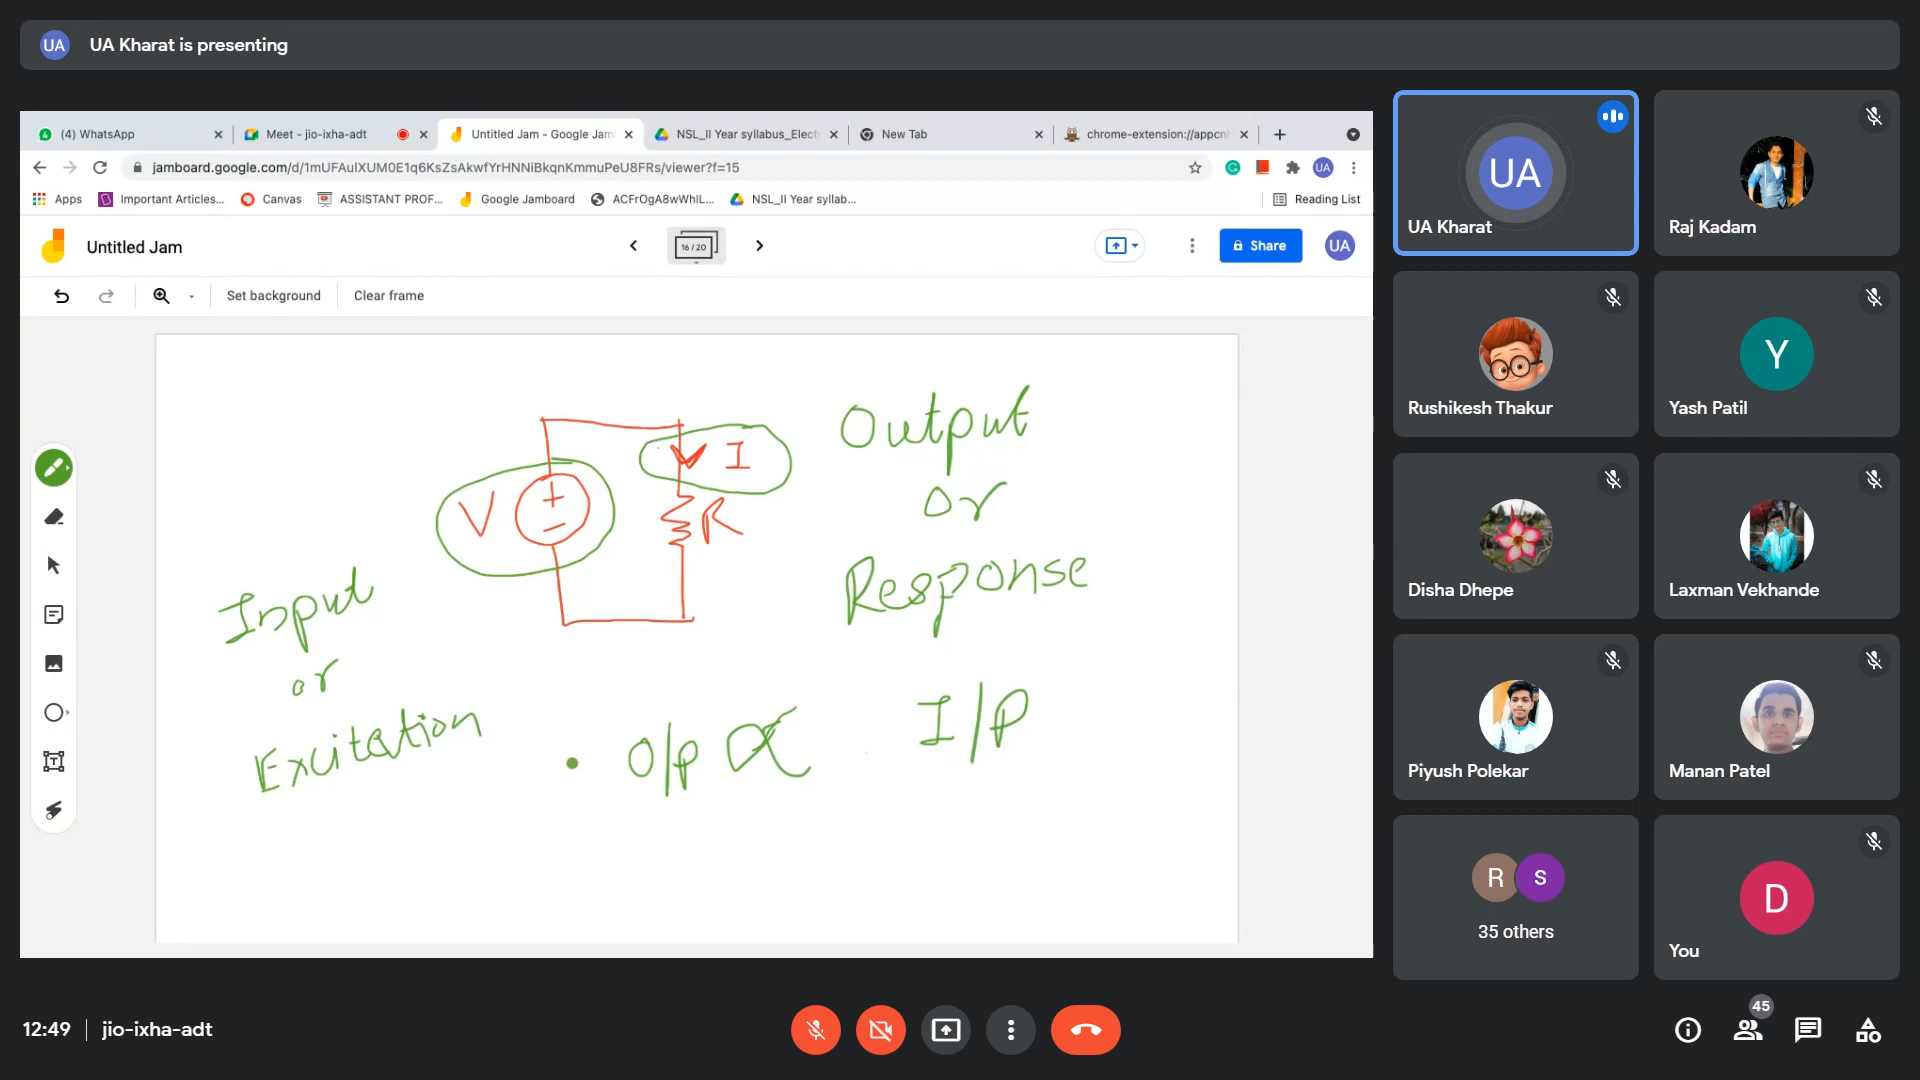 UA UA Kharat is presenting
(4) WhatsApp
Meet - jio-ixha-adt
Untitled Jam - Google Jam
NSL_II Year syllabus_Elect
New Tab
chrome-extension://appcn
jamboard.google.com/d/1mUFAulXUM0E1q6KsZsAkwfYrHNNiBkqnKmmuPeU8FRs/viewer?f=15
UA
Apps
Important Articles...
Canvas
ASSISTANT PROF...
Google Jamboard
ACFrOgA8wWhIL...
NSL_II Year syllab...
Reading List
Untitled Jam
16 / 20
Share
UA
Set background
Clear frame
V + − I R
Output
or
Response
Input
or
Excitation
• O/p ∝ I/P
UA
UA Kharat
Raj Kadam
Rushikesh Thakur
Y
Yash Patil
Disha Dhepe
Laxman Vekhande
Piyush Polekar
Manan Patel
R S
35 others
D
You
12:49 | jio-ixha-adt
45